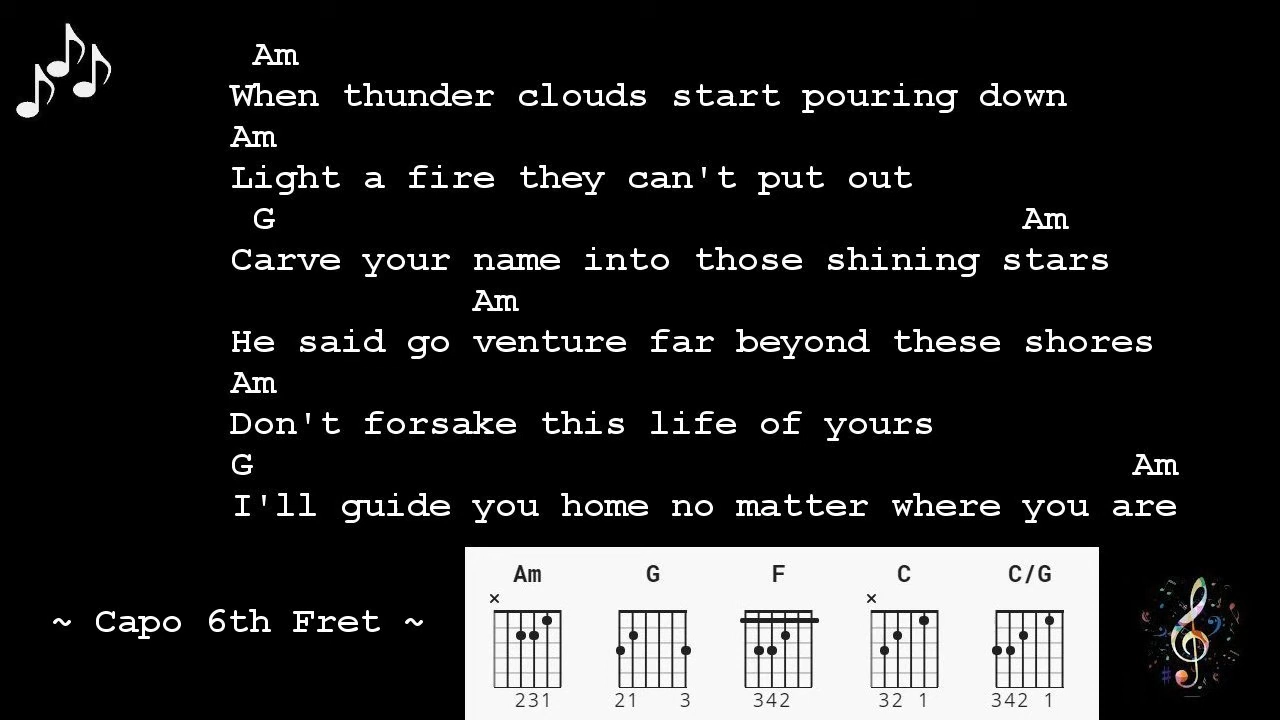 Am
When thunder clouds start pouring down
Am
Light a fire they can't put out
G Am
Carve your name into those shining stars
Am
He said go venture far beyond these shores
Am
Don't forsake this life of yours
G Am
I'll guide you home no matter where you are
~ Capo 6th Fret ~
Am G F C C/G
× ×
231 21 3 342 32 1 342 1